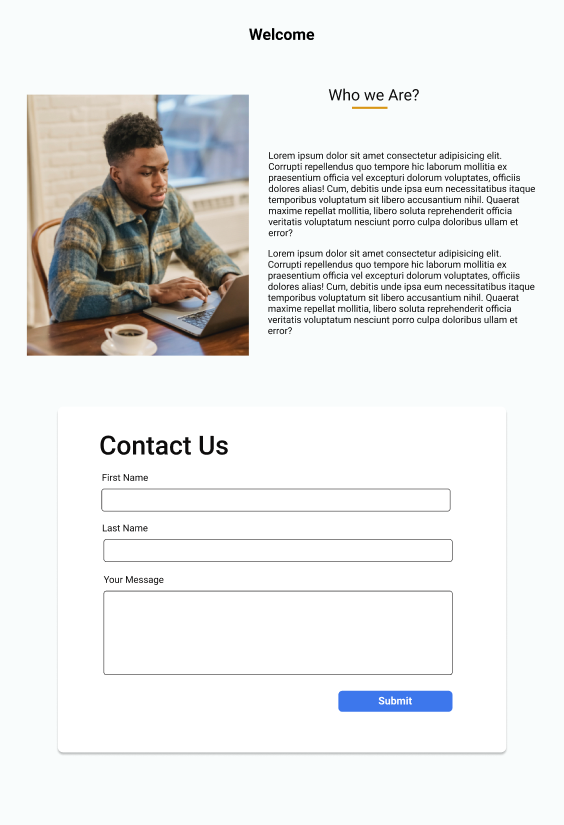 Welcome
Who we Are?
Lorem ipsum dolor sit amet consectetur adipisicing elit.
Corrupti repellendus quo tempore hic laborum mollitia ex
praesentium officia vel excepturi dolorum voluptates, officiis
dolores alias! Cum, debitis unde ipsa eum necessitatibus itaque
temporibus voluptatum sit libero accusantium nihil. Quaerat
maxime repellat mollitia, libero soluta reprehenderit officia
veritatis voluptatum nesciunt porro culpa doloribus ullam et
error?
Lorem ipsum dolor sit amet consectetur adipisicing elit.
Corrupti repellendus quo tempore hic laborum mollitia ex
praesentium officia vel excepturi dolorum voluptates, officiis
dolores alias! Cum, debitis unde ipsa eum necessitatibus itaque
temporibus voluptatum sit libero accusantium nihil. Quaerat
maxime repellat mollitia, libero soluta reprehenderit officia
veritatis voluptatum nesciunt porro culpa doloribus ullam et
error?
Contact Us
First Name
Last Name
Your Message
Submit